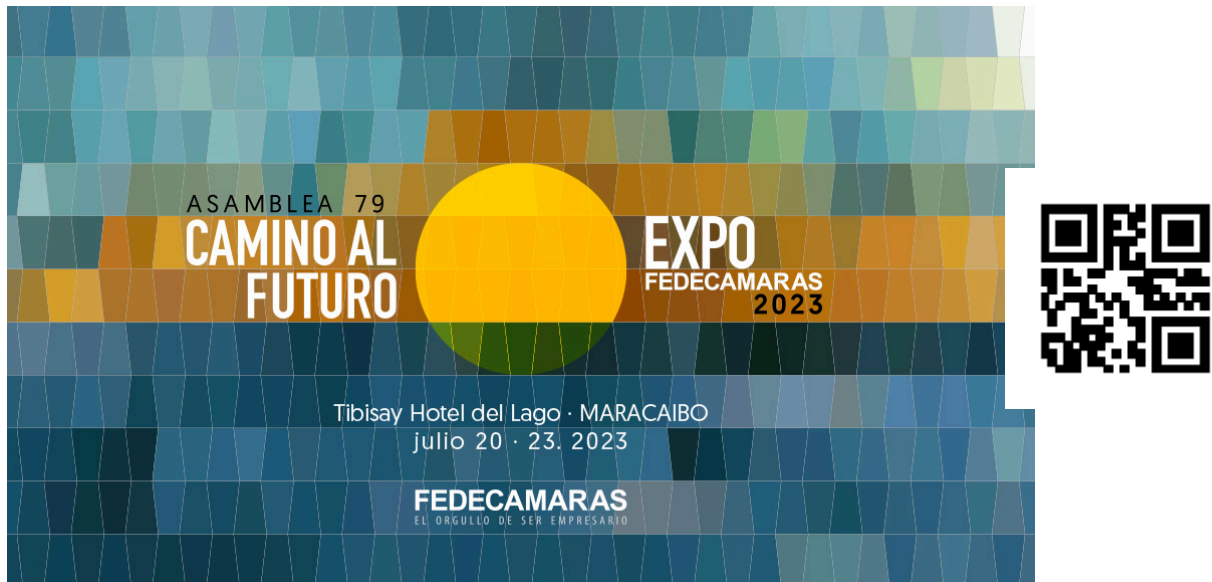 ASAMBLEA 79
CAMINO AL
FUTURO
EXPO
FEDECAMARAS
2023
Tibisay Hotel del Lago · MARACAIBO
julio 20 · 23. 2023
FEDECAMARAS
EL ORGULLO DE SER EMPRESARIO